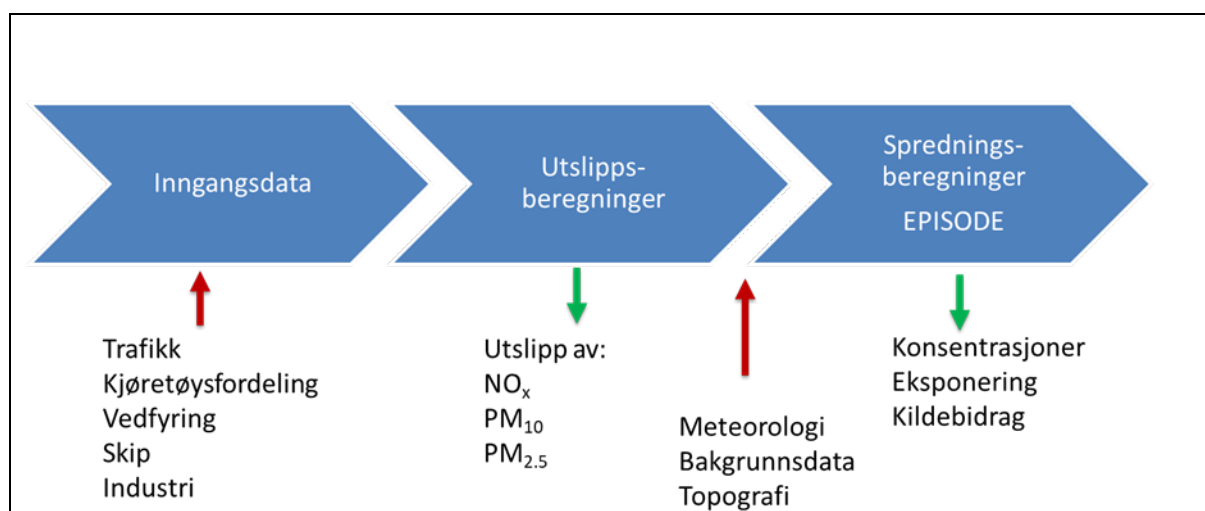 Inngangsdata
Utslipps-
beregninger
Sprednings-
beregninger
EPISODE
Trafikk
Kjøretøysfordeling
Vedfyring
Skip
Industri
Utslipp av:
NOx
PM10
PM2.5
Meteorologi
Bakgrunnsdata
Topografi
Konsentrasjoner
Eksponering
Kildebidrag